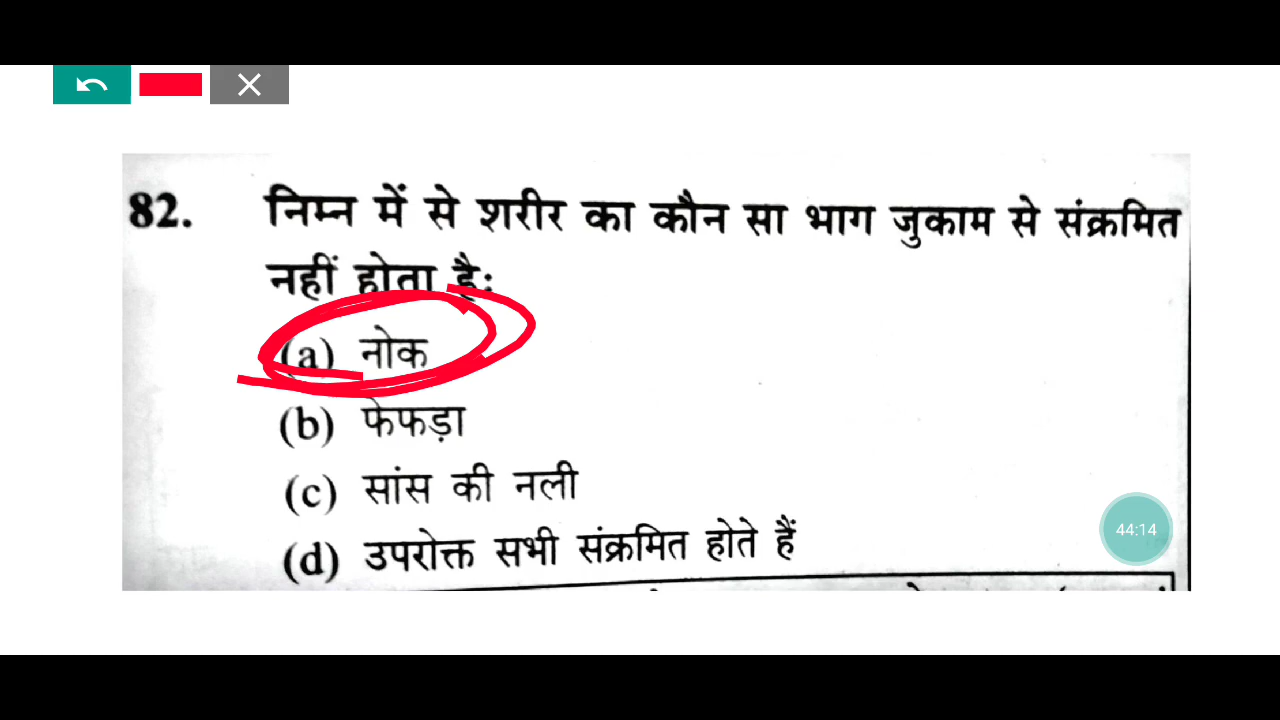 82. निम्न में से शरीर का कौन सा भाग जुकाम से संक्रमित
नहीं होता है:
(a) नोक
(b) फेफड़ा
(c) सांस की नली
(d) उपरोक्त सभी संक्रमित होते हैं
44:14